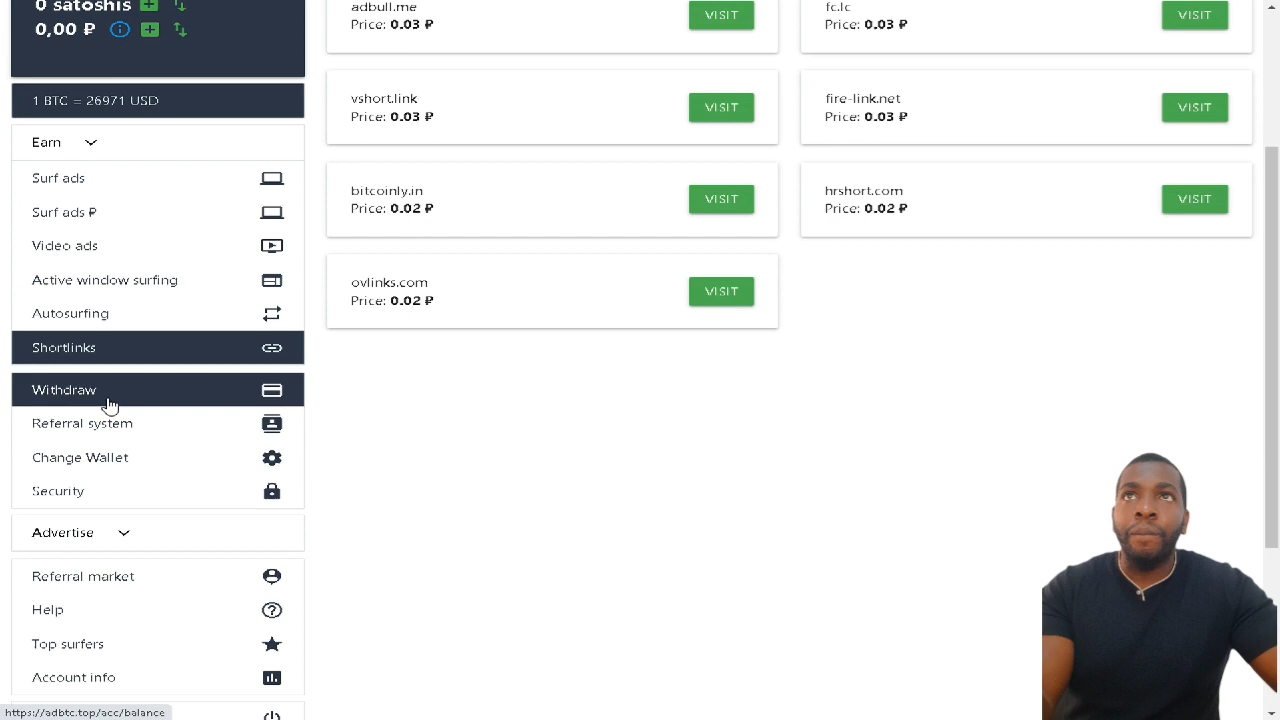 0 satoshis
0,00 ₽
1 BTC = 26971 USD
Earn
Surf ads
Surf ads ₽
Video ads
Active window surfing
Autosurfing
Shortlinks
Withdraw
Referral system
Change Wallet
Security
Advertise
Referral market
Help
Top surfers
Account info
https://adbtc.top/acc/balance
adbull.me
Price: 0.03 ₽
VISIT
fc.lc
Price: 0.03 ₽
VISIT
vshort.link
Price: 0.03 ₽
VISIT
fire-link.net
Price: 0.03 ₽
VISIT
bitcoinly.in
Price: 0.02 ₽
VISIT
hrshort.com
Price: 0.02 ₽
VISIT
ovlinks.com
Price: 0.02 ₽
VISIT